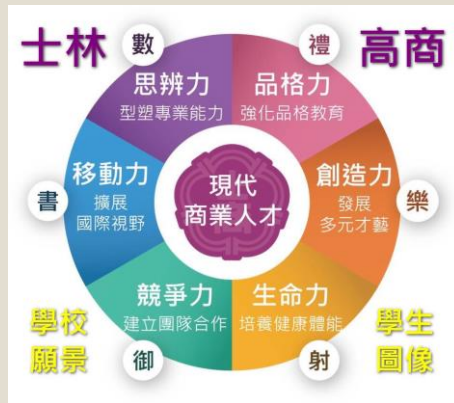 士林
高商
數
禮
思辨力
型塑專業能力
品格力
強化品格教育
移動力
擴展
國際視野
現代
商業人才
創造力
發展
多元才藝
書
樂
競爭力
建立團隊合作
生命力
培養健康體能
學校
願景
御
射
學生
圖像